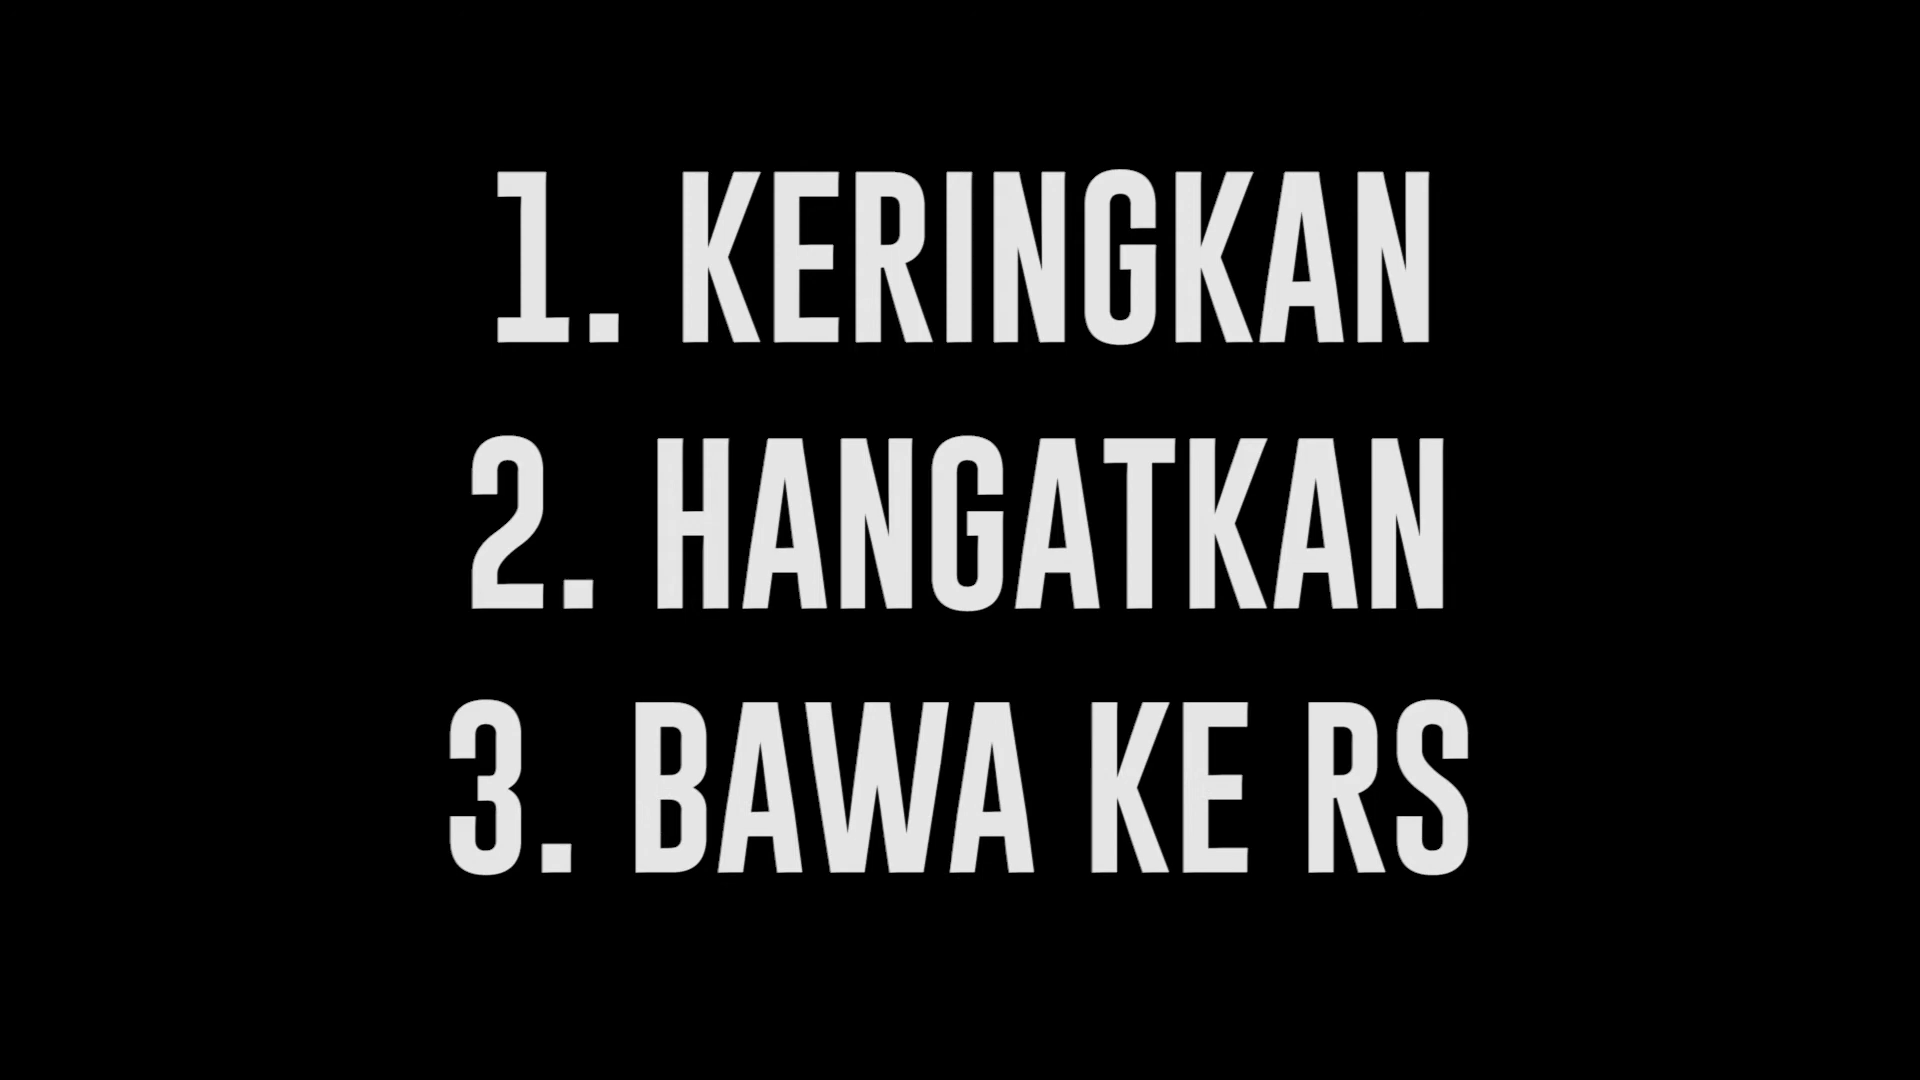 1. KERINGKAN
2. HANGATKAN
3. BAWA KE RS